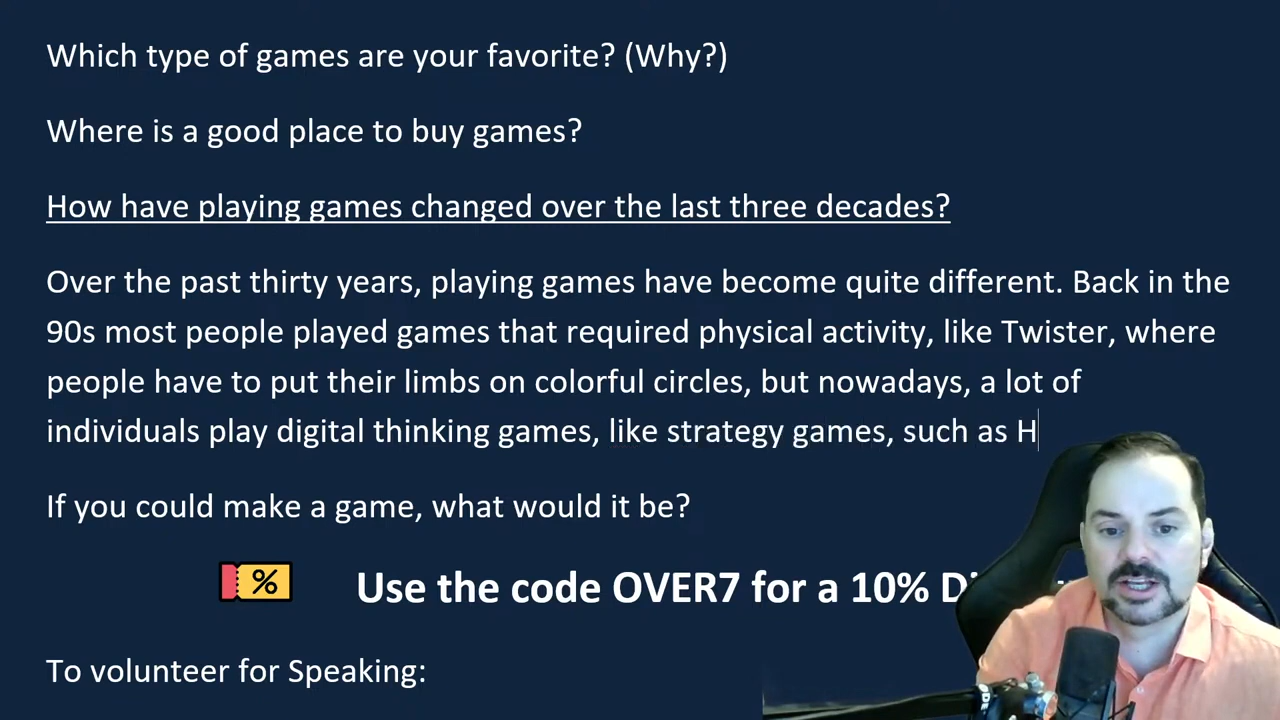 Which type of games are your favorite? (Why?)
Where is a good place to buy games?
How have playing games changed over the last three decades?
Over the past thirty years, playing games have become quite different. Back in the
90s most people played games that required physical activity, like Twister, where
people have to put their limbs on colorful circles, but nowadays, a lot of
individuals play digital thinking games, like strategy games, such as H
If you could make a game, what would it be?
% Use the code OVER7 for a 10%
To volunteer for Speaking: